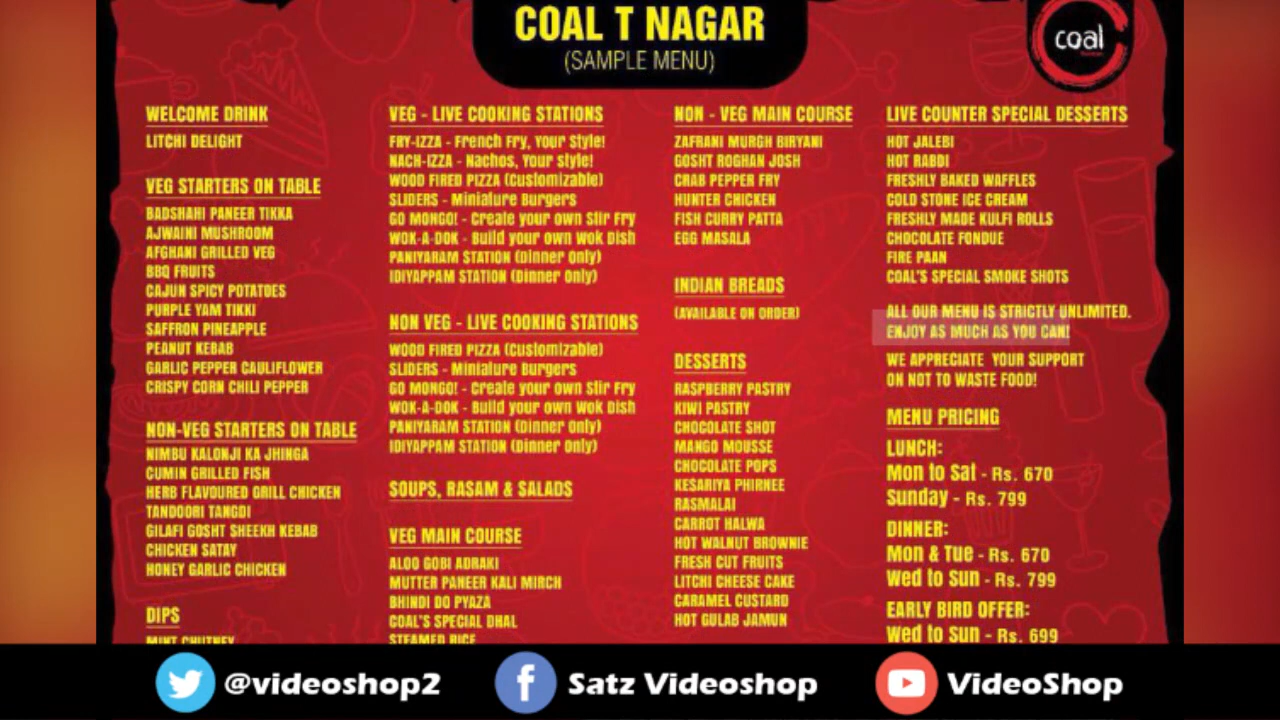 COAL T NAGAR
(SAMPLE MENU)
coal
WELCOME DRINK
LITCHI DELIGHT
VEG STARTERS ON TABLE
BADSHAHI PANEER TIKKA
AJWAINI MUSHROOM
AFGHANI GRILLED VEG
BBQ FRUITS
CAJUN SPICY POTATOES
PURPLE YAM TIKKI
SAFFRON PINEAPPLE
PEANUT KEBAB
GARLIC PEPPER CAULIFLOWER
CRISPY CORN CHILI PEPPER
NON-VEG STARTERS ON TABLE
NIMBU KALONJI KA JHINGA
CUMIN GRILLED FISH
HERB FLAVOURED GRILL CHICKEN
TANDOORI TANGDI
GILAFI GOSHT SHEEKH KEBAB
CHICKEN SATAY
HONEY GARLIC CHICKEN
DIPS
MINT CHUTNEY
VEG - LIVE COOKING STATIONS
FRY-IZZA - French Fry, Your Style!
NACH-IZZA - Nachos, Your style!
WOOD FIRED PIZZA (Customizable)
SLIDERS - Miniature Burgers
GO MONGO! - Create your own Stir Fry
WOK-A-DOK - Build your own Wok Dish
PANIYARAM STATION (Dinner Only)
IDIYAPPAM STATION (Dinner Only)
NON VEG - LIVE COOKING STATIONS
WOOD FIRED PIZZA (Customizable)
SLIDERS - Miniature Burgers
GO MONGO! - Create your own Stir Fry
WOK-A-DOK - Build your own Wok Dish
PANIYARAM STATION (Dinner Only)
IDIYAPPAM STATION (Dinner Only)
SOUPS, RASAM & SALADS
VEG MAIN COURSE
ALOO GOBI ADRAKI
MUTTER PANEER KALI MIRCH
BHINDI DO PYAZA
COAL'S SPECIAL DHAL
STEAMED RICE
NON - VEG MAIN COURSE
ZAFRANI MURGH BIRYANI
GOSHT ROGHAN JOSH
CRAB PEPPER FRY
HUNTER CHICKEN
FISH CURRY PATTA
EGG MASALA
INDIAN BREADS
(AVAILABLE ON ORDER)
DESSERTS
RASPBERRY PASTRY
KIWI PASTRY
CHOCOLATE SHOT
MANGO MOUSSE
CHOCOLATE POPS
KESARIYA PHIRNEE
RASMALAI
CARROT HALWA
HOT WALNUT BROWNIE
FRESH CUT FRUITS
LITCHI CHEESE CAKE
CARAMEL CUSTARD
HOT GULAB JAMUN
LIVE COUNTER SPECIAL DESSERTS
HOT JALEBI
HOT RABDI
FRESHLY BAKED WAFFLES
COLD STONE ICE CREAM
FRESHLY MADE KULFI ROLLS
CHOCOLATE FONDUE
FIRE PAAN
COAL'S SPECIAL SMOKE SHOTS
ALL OUR MENU IS STRICTLY UNLIMITED.
ENJOY AS MUCH AS YOU CAN!
WE APPRECIATE YOUR SUPPORT
ON NOT TO WASTE FOOD!
MENU PRICING
LUNCH:
Mon to Sat - Rs. 670
Sunday - Rs. 799
DINNER:
Mon & Tue - Rs. 670
Wed to Sun - Rs. 799
EARLY BIRD OFFER:
Wed to Sun - Rs. 699
@videoshop2
Satz Videoshop
VideoShop